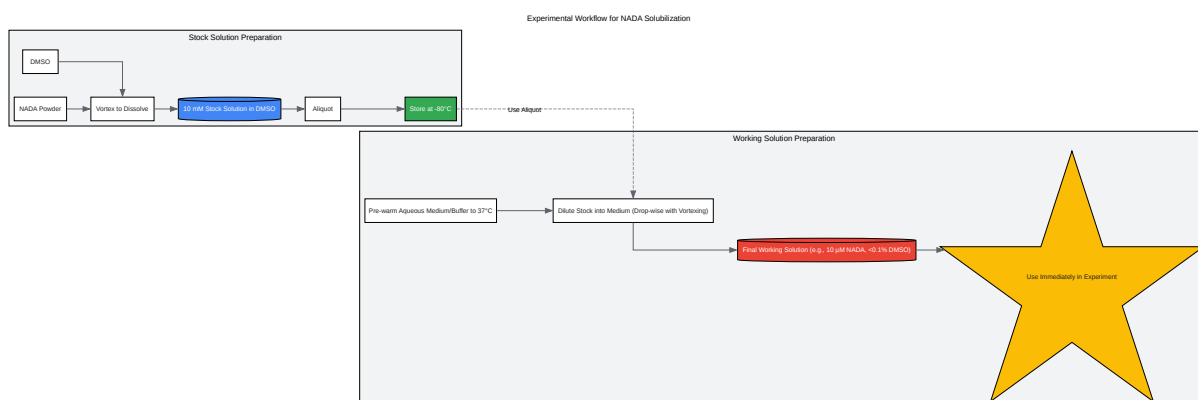 Experimental Workflow for NADA Solubilization
Stock Solution Preparation
DMSO
NADA Powder
Vortex to Dissolve
10 mM Stock Solution in DMSO
Aliquot
Store at -80°C
Use Aliquot
Working Solution Preparation
Pre-warm Aqueous Medium/Buffer to 37°C
Dilute Stock into Medium (Drop-wise with Vortexing)
Final Working Solution (e.g., 10 μM NADA, <0.1% DMSO)
Use Immediately in Experiment